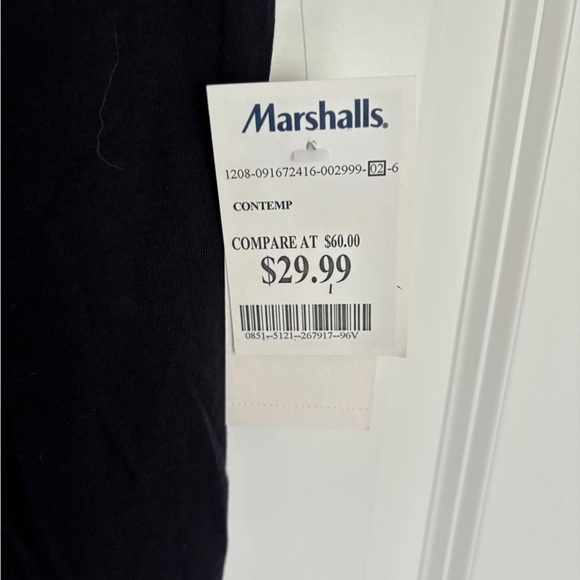 Marshalls.
1208-091672416-002999-02-6
CONTEMP
COMPARE AT $60.00
$29.99
0851--5121--267917--96V